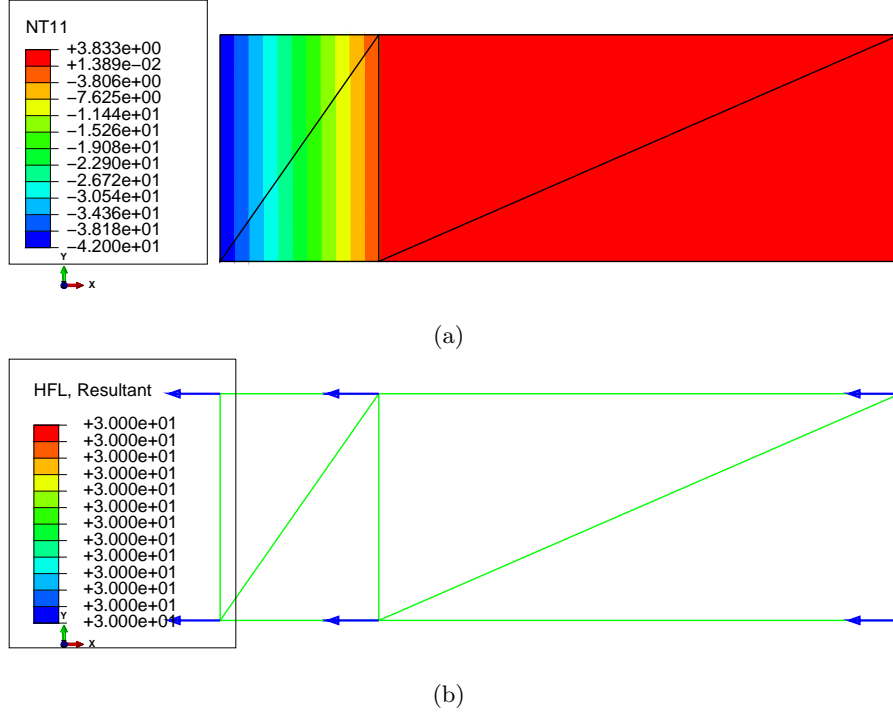 NT11
+3.833e+00
+1.389e−02
−3.806e+00
−7.625e+00
−1.144e+01
−1.526e+01
−1.908e+01
−2.290e+01
−2.672e+01
−3.054e+01
−3.436e+01
−3.818e+01
−4.200e+01
Y
X
(a)
HFL, Resultant
+3.000e+01
+3.000e+01
+3.000e+01
+3.000e+01
+3.000e+01
+3.000e+01
+3.000e+01
+3.000e+01
+3.000e+01
+3.000e+01
+3.000e+01
+3.000e+01
+3.000e+01
Y
X
(b)